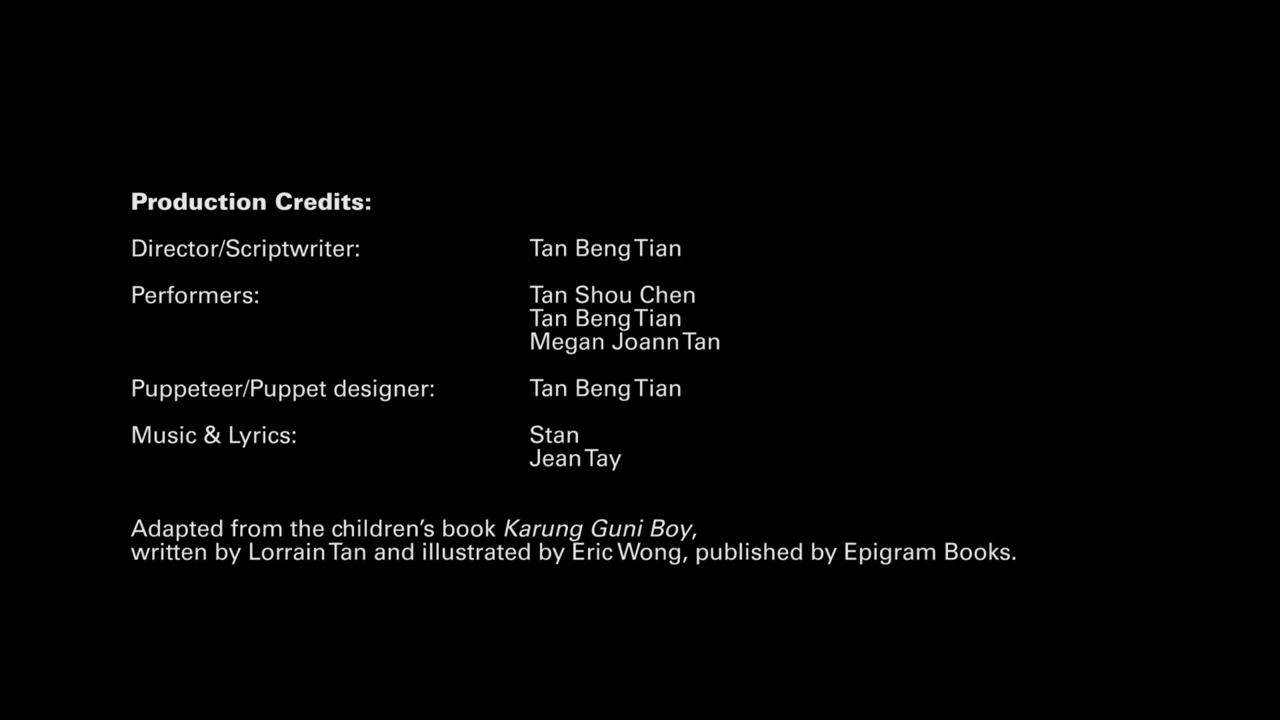 Production Credits:
Director/Scriptwriter: Tan Beng Tian
Performers: Tan Shou Chen
Tan Beng Tian
Megan Joann Tan
Puppeteer/Puppet designer: Tan Beng Tian
Music & Lyrics: Stan
Jean Tay
Adapted from the children’s book Karung Guni Boy,
written by Lorrain Tan and illustrated by Eric Wong, published by Epigram Books.